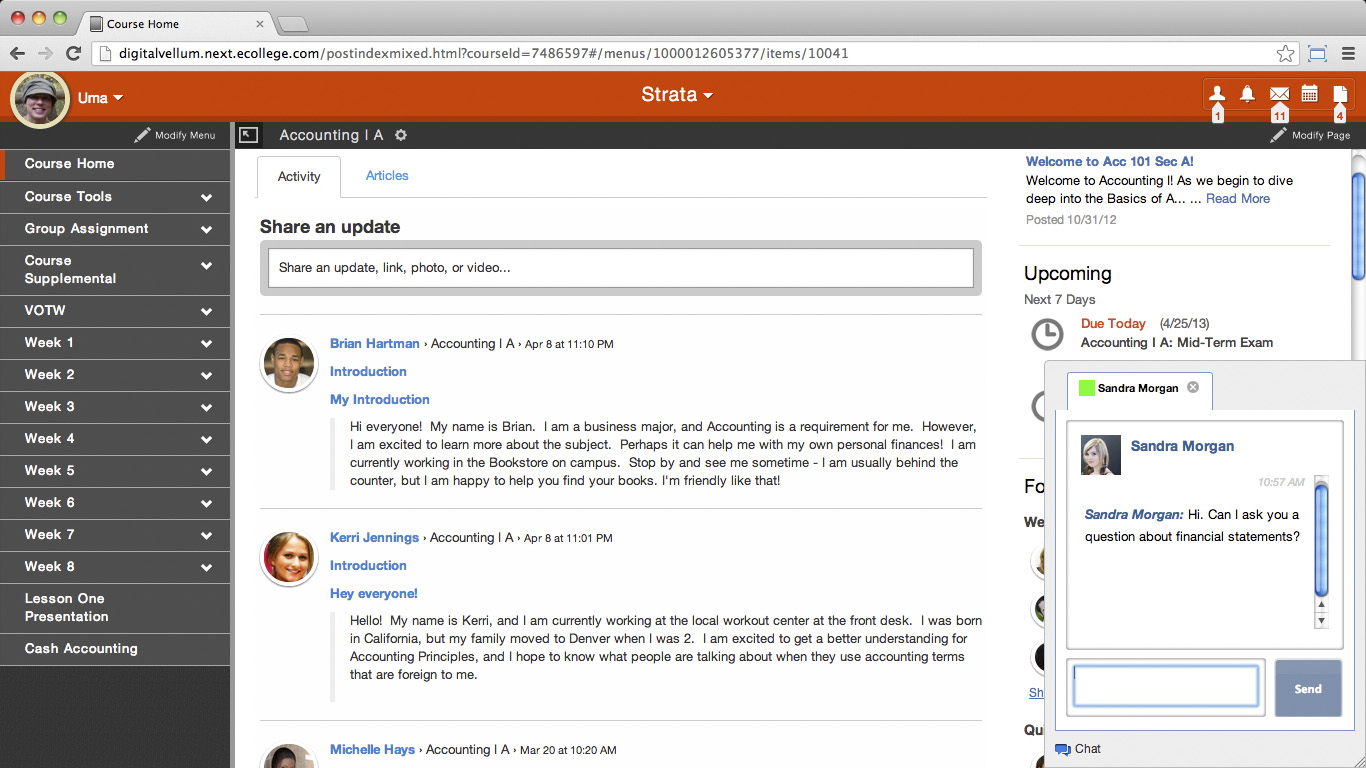 Course Home
digitalvellum.next.ecollege.com/postindexmixed.html?courseId=7486597#/menus/1000012605377/items/10041
Uma
Strata
1
11
4
Modify Menu
Accounting I A
Modify Page
Course Home
Course Tools
Group Assignment
Course
Supplemental
VOTW
Week 1
Week 2
Week 3
Week 4
Week 5
Week 6
Week 7
Week 8
Lesson One
Presentation
Cash Accounting
Activity
Articles
Share an update
Share an update, link, photo, or video...
Brian Hartman › Accounting I A › Apr 8 at 11:10 PM
Introduction
My Introduction
Hi everyone!  My name is Brian.  I am a business major, and Accounting is a requirement for me.  However,
I am excited to learn more about the subject.  Perhaps it can help me with my own personal finances!  I am
currently working in the Bookstore on campus.  Stop by and see me sometime - I am usually behind the
counter, but I am happy to help you find your books. I'm friendly like that!
Kerri Jennings › Accounting I A › Apr 8 at 11:01 PM
Introduction
Hey everyone!
Hello!  My name is Kerri, and I am currently working at the local workout center at the front desk.  I was born
in California, but my family moved to Denver when I was 2.  I am excited to get a better understanding for
Accounting Principles, and I hope to know what people are talking about when they use accounting terms
that are foreign to me.
Michelle Hays › Accounting I A › Mar 20 at 10:20 AM
Welcome to Acc 101 Sec A!
Welcome to Accounting I! As we begin to dive
deep into the Basics of A... ... Read More
Posted 10/31/12
Upcoming
Next 7 Days
Due Today (4/25/13)
Accounting I A: Mid-Term Exam
Fo
We
Sh
Qu
Sandra Morgan
Sandra Morgan
10:57 AM
Sandra Morgan: Hi. Can I ask you a
question about financial statements?
Send
Chat